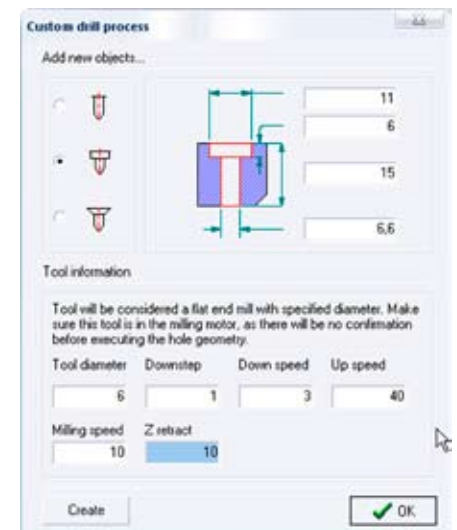 Custom drill process
Add new objects...
11
6
15
6,6
Tool information
Tool will be considered a flat end mill with specified diameter. Make
sure this tool is in the milling motor, as there will be no confirmation
before executing the hole geometry.
Tool diameter Downstep Down speed Up speed
6 1 3 40
Milling speed Z retract
10 10
Create OK